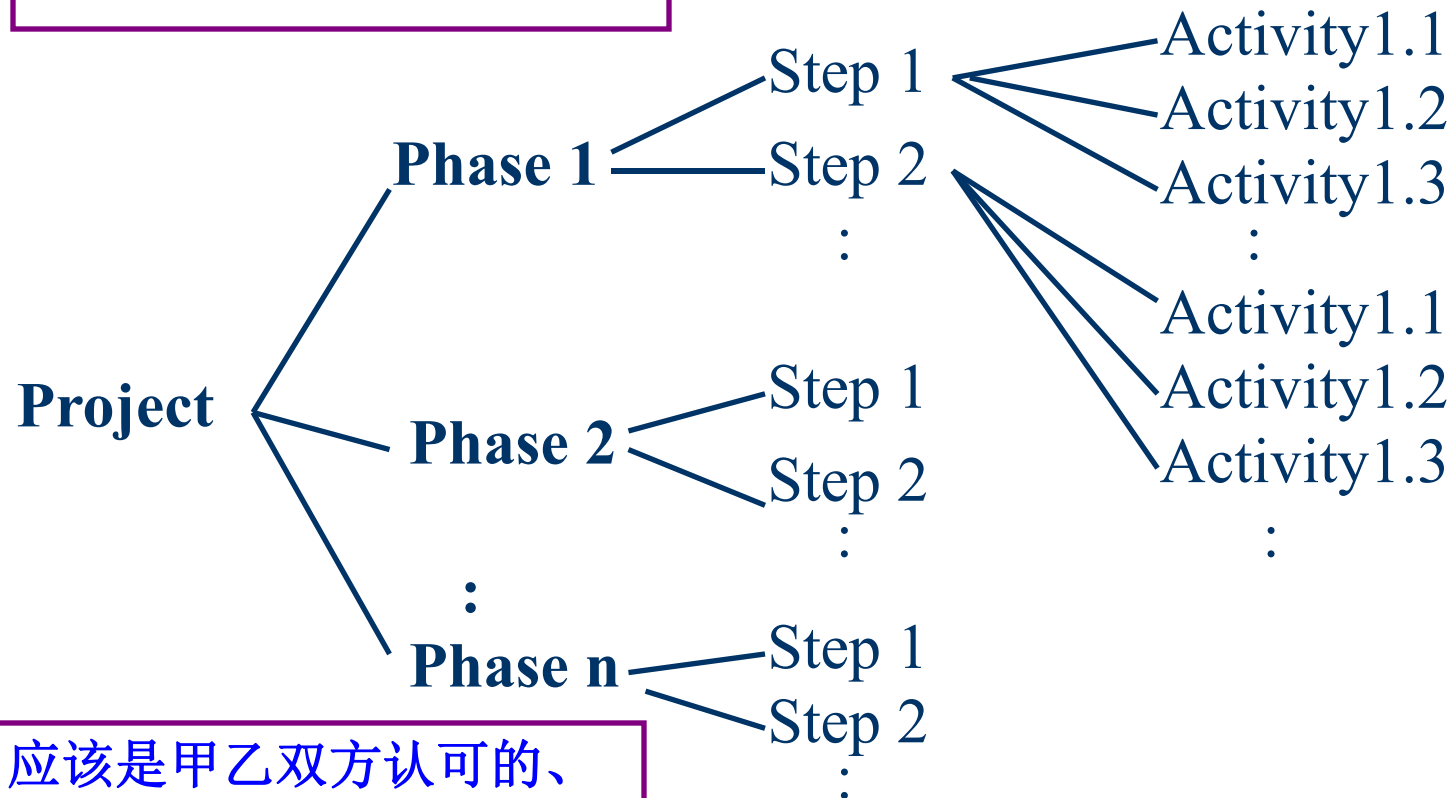 Project
Phase 1
Step 1
Activity1.1
Activity1.2
Activity1.3
:
Step 2
Activity1.1
Activity1.2
Activity1.3
:
:
Phase 2
Step 1
Step 2
:
:
Phase n
Step 1
Step 2
:
应该是甲乙双方认可的、